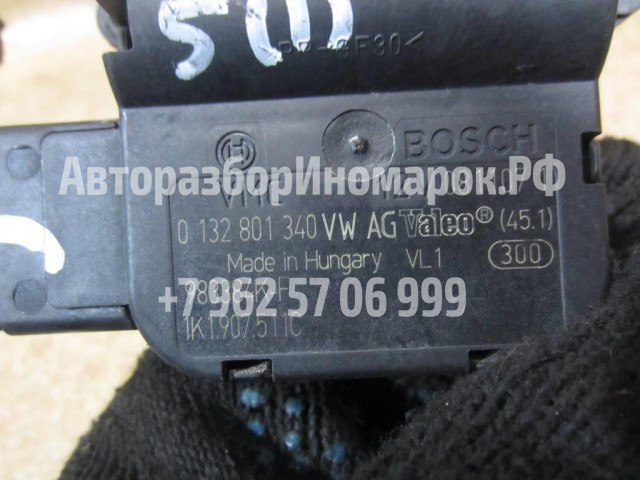 5(1)
BOSCH
АвторазборИномарок.РФ
0 132 801 340 VW AG Valeo® (45.1)
Made in Hungary VL1 300
+7 962 57 06 999
1K1.907.511C